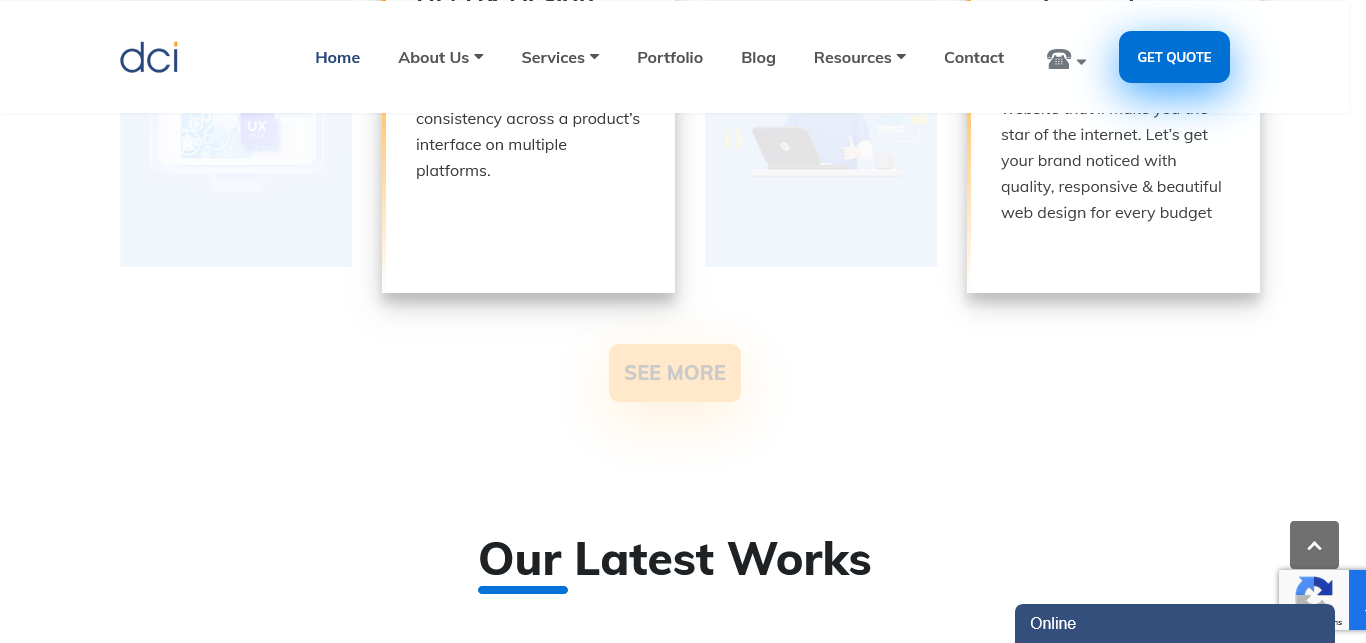 dci
Home
About Us
Services
Portfolio
Blog
Resources
Contact
GET QUOTE
UX
consistency across a product’s
interface on multiple
platforms.
star of the internet. Let’s get
your brand noticed with
quality, responsive & beautiful
web design for every budget
SEE MORE
Our Latest Works
Online